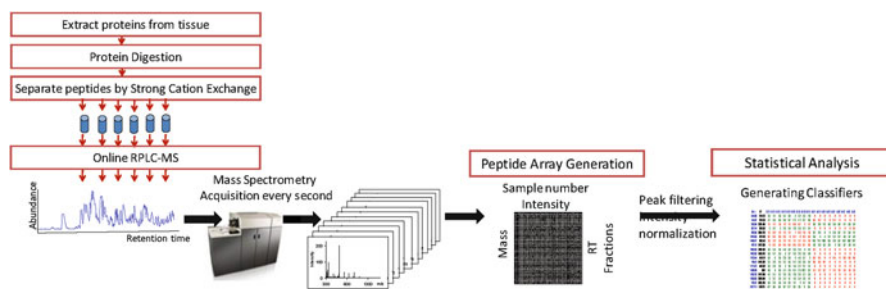 Extract proteins from tissue
Protein Digestion
Separate peptides by Strong Cation Exchange
Online RPLC-MS
Abundance
Retention time
Mass Spectrometry
Acquisition every second
Intensity
Peptide Array Generation
Sample number
Intensity
Mass
RT
Fractions
Peak filtering
Intensity
normalization
Statistical Analysis
Generating Classifiers